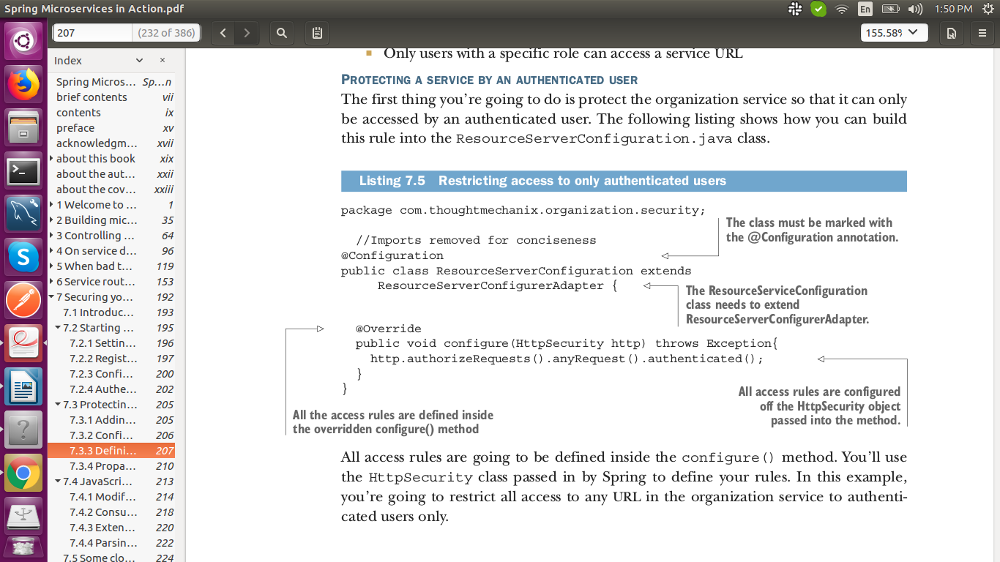 Spring Microservices in Action.pdf
En
1:50 PM
207 (232 of 386)
155.58%
Index
Spring Micros… Sp…n
brief contents vii
contents ix
preface xv
acknowledgm… xvii
about this book xix
about the aut… xxii
about the cov… xxiii
1 Welcome to … 1
2 Building mic… 35
3 Controlling … 64
4 On service d… 96
5 When bad t… 119
6 Service rout… 153
7 Securing yo… 192
7.1 Introduc… 193
7.2 Starting … 195
7.2.1 Settin… 196
7.2.2 Regist… 197
7.2.3 Confi… 200
7.2.4 Authe… 202
7.3 Protectin… 205
7.3.1 Addin… 205
7.3.2 Confi… 206
7.3.3 Defini… 207
7.3.4 Propa… 210
7.4 JavaScri… 213
7.4.1 Modif… 214
7.4.2 Consu… 218
7.4.3 Exten… 220
7.4.4 Parsin… 222
7.5 Some clo… 224
Only users with a specific role can access a service URL
PROTECTING A SERVICE BY AN AUTHENTICATED USER
The first thing you're going to do is protect the organization service so that it can only
be accessed by an authenticated user. The following listing shows how you can build
this rule into the ResourceServerConfiguration.java class.
Listing 7.5 Restricting access to only authenticated users
package com.thoughtmechanix.organization.security;
The class must be marked with
the @Configuration annotation.
//Imports removed for conciseness
@Configuration
public class ResourceServerConfiguration extends
ResourceServerConfigurerAdapter {
The ResourceServiceConfiguration
class needs to extend
ResourceServerConfigurerAdapter.
@Override
public void configure(HttpSecurity http) throws Exception{
http.authorizeRequests().anyRequest().authenticated();
}
}
All access rules are configured
off the HttpSecurity object
passed into the method.
All the access rules are defined inside
the overridden configure() method
All access rules are going to be defined inside the configure() method. You'll use
the HttpSecurity class passed in by Spring to define your rules. In this example,
you're going to restrict all access to any URL in the organization service to authenti-
cated users only.